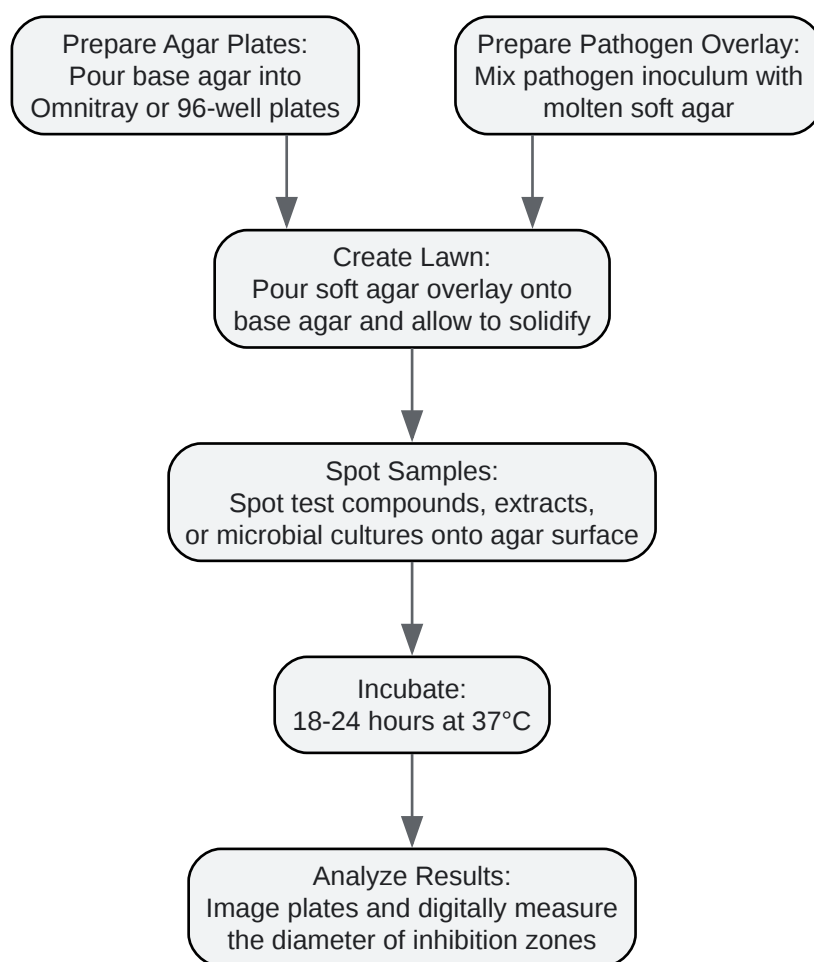 Prepare Agar Plates:
Pour base agar into
Omnitray or 96-well plates
Prepare Pathogen Overlay:
Mix pathogen inoculum with
molten soft agar
Create Lawn:
Pour soft agar overlay onto
base agar and allow to solidify
Spot Samples:
Spot test compounds, extracts,
or microbial cultures onto agar surface
Incubate:
18-24 hours at 37°C
Analyze Results:
Image plates and digitally measure
the diameter of inhibition zones